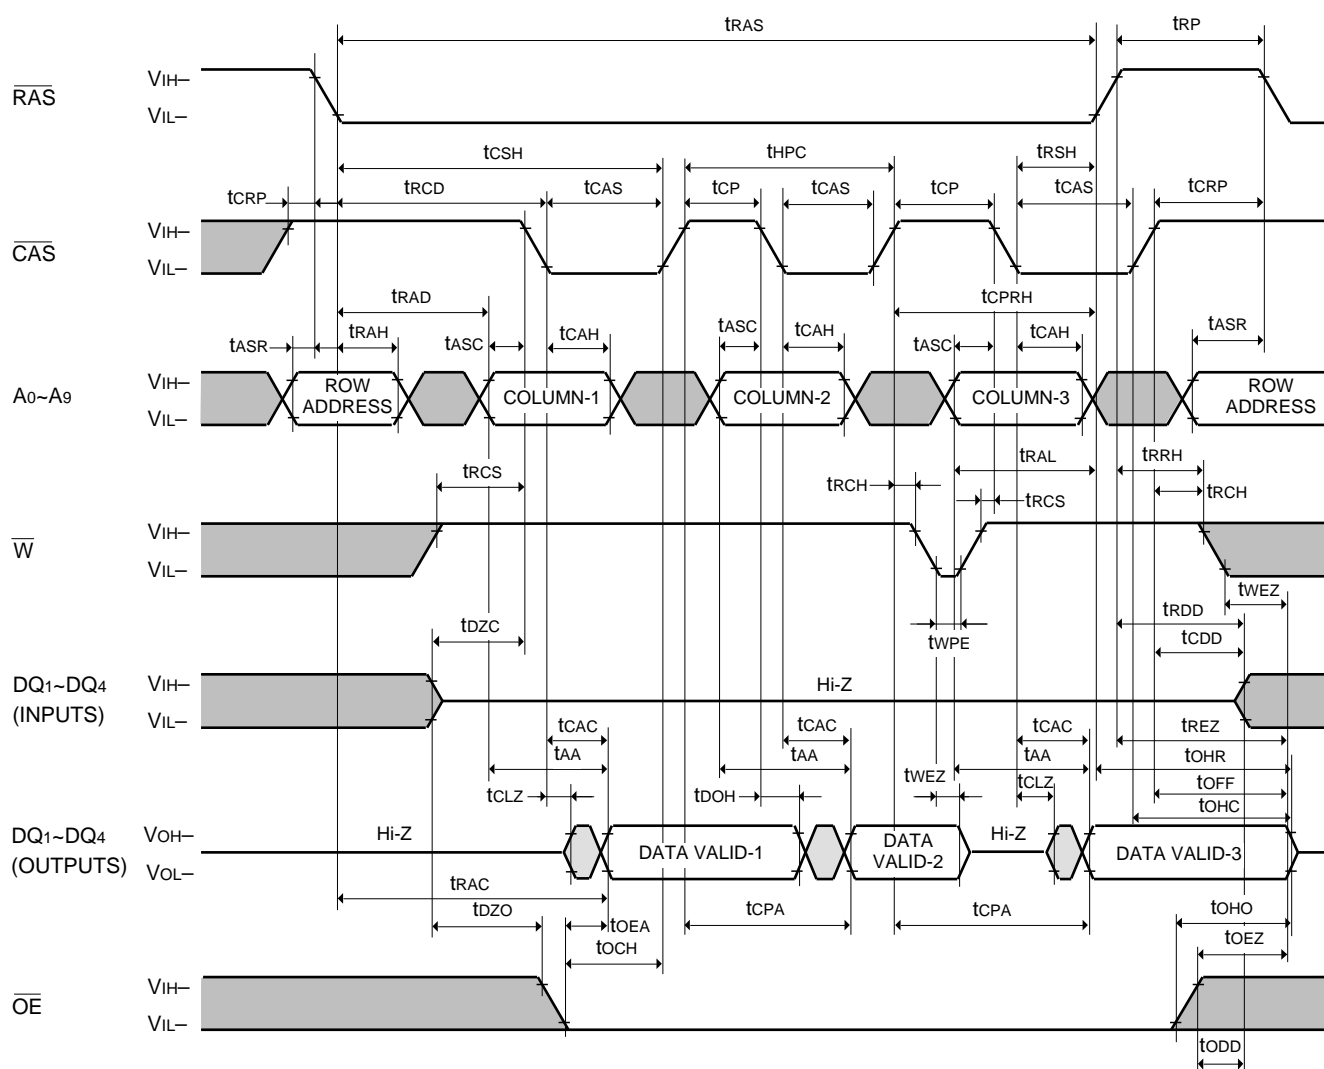 tRAS
tRP
RAS
VIH–
VIL–
tCSH
tHPC
tRSH
tCRP
tRCD
tCAS
tCP
tCAS
tCP
tCAS
tCRP
CAS
VIH–
VIL–
tRAD
tCPRH
tASR
tRAH
tASC
tCAH
tASC
tCAH
tASC
tCAH
tASR
A0~A9
VIH–
VIL–
ROW
ADDRESS
COLUMN-1
COLUMN-2
COLUMN-3
ROW
ADDRESS
tRCS
tRCH
tRAL
tRCS
tRRH
tRCH
W
VIH–
VIL–
tWEZ
tDZC
tWPE
tRDD
tCDD
DQ1~DQ4
(INPUTS)
VIH–
VIL–
Hi-Z
tCAC
tCAC
tCAC
tREZ
tAA
tAA
tWEZ
tAA
tOHR
tCLZ
tDOH
tCLZ
tOFF
tOHC
DQ1~DQ4
(OUTPUTS)
VOH–
VOL–
Hi-Z
DATA VALID-1
DATA
VALID-2
Hi-Z
DATA VALID-3
tRAC
tDZO
tOEA
tCPA
tCPA
tOHO
tOCH
tOEZ
OE
VIH–
VIL–
tODD